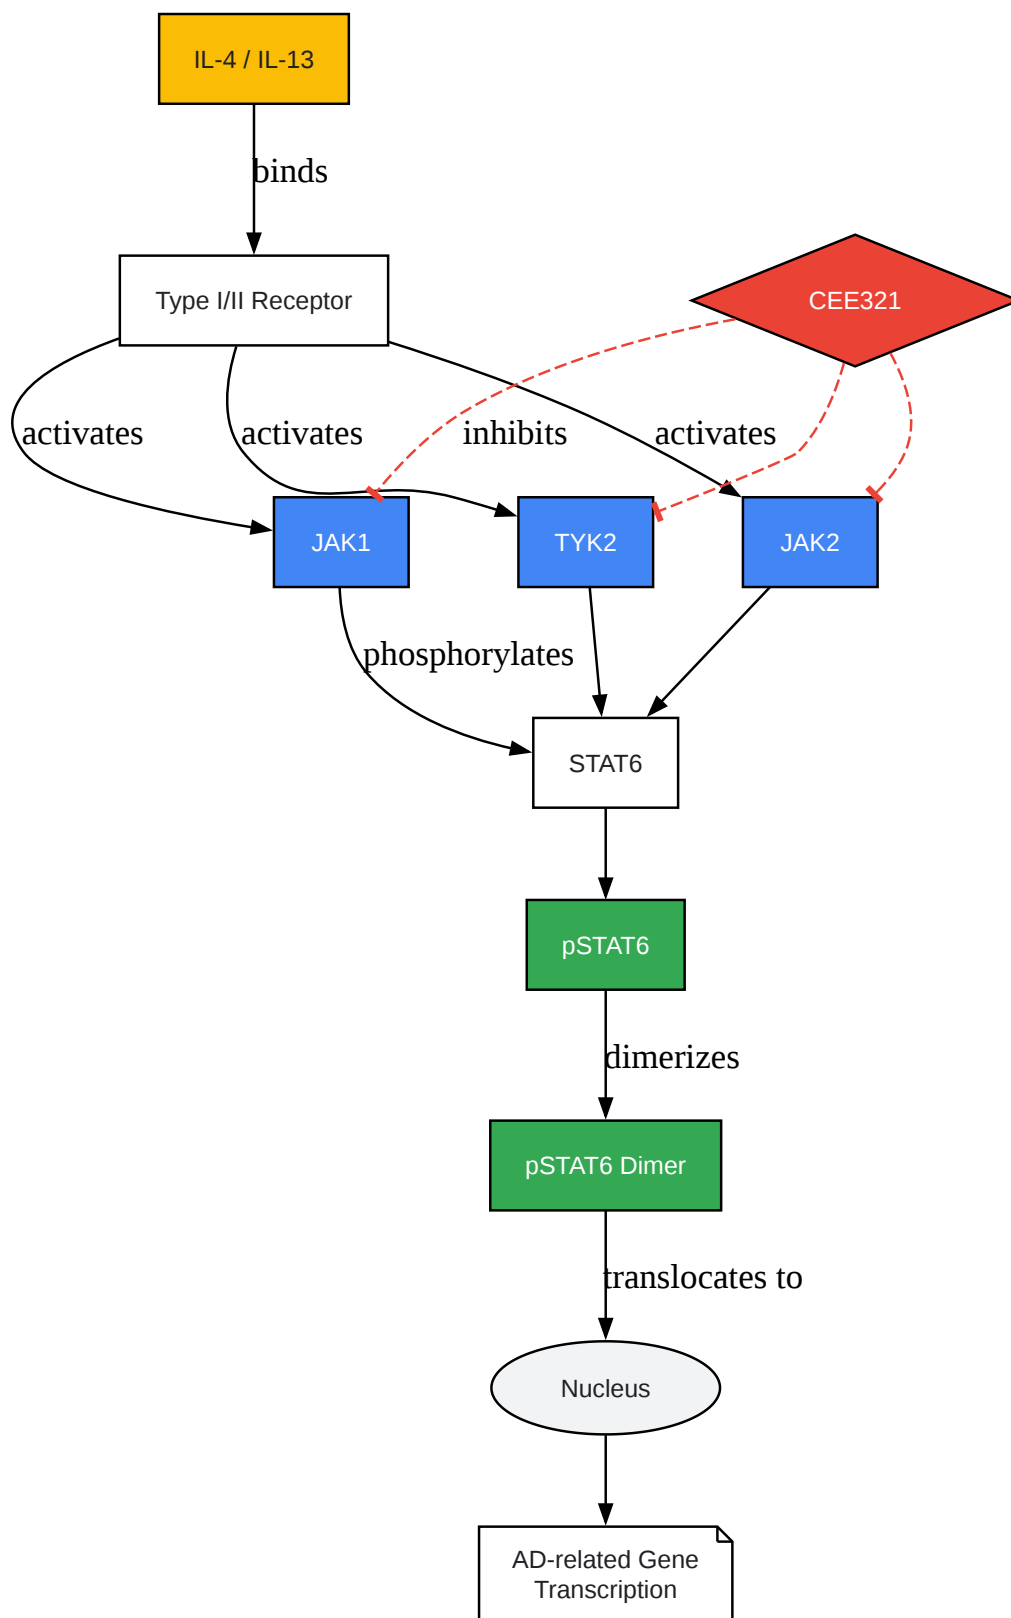 IL-4 / IL-13
binds
Type I/II Receptor
CEE321
activates
activates
inhibits
activates
JAK1
TYK2
JAK2
phosphorylates
STAT6
pSTAT6
dimerizes
pSTAT6 Dimer
translocates to
Nucleus
AD-related Gene
Transcription